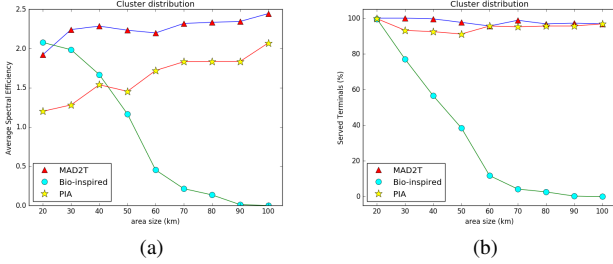 Cluster distribution
2.5
2.0
1.5
1.0
0.5
0.0
Average Spectral Efficiency
MAD2T
Bio-inspired
PIA
20 30 40 50 60 70 80 90 100
area size (km)
(a)
Cluster distribution
100
80
60
40
20
0
Served Terminals (%)
MAD2T
Bio-inspired
PIA
20 30 40 50 60 70 80 90 100
area size (km)
(b)